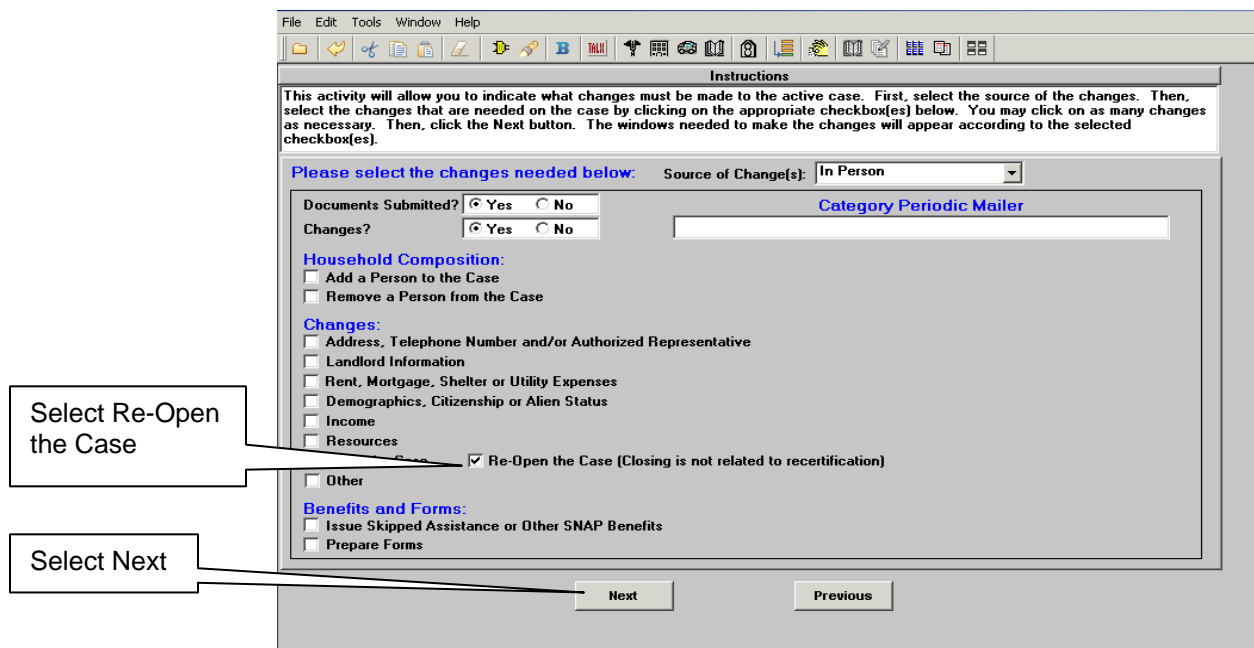 File Edit Tools Window Help
B TALX
Instructions
This activity will allow you to indicate what changes must be made to the active case. First, select the source of the changes. Then,
select the changes that are needed on the case by clicking on the appropriate checkbox(es) below. You may click on as many changes
as necessary. Then, click the Next button. The windows needed to make the changes will appear according to the selected
checkbox(es).
Please select the changes needed below: Source of Change(s): In Person
Documents Submitted? Yes No Category Periodic Mailer
Changes? Yes No
Household Composition:
Add a Person to the Case
Remove a Person from the Case
Changes:
Address, Telephone Number and/or Authorized Representative
Landlord Information
Rent, Mortgage, Shelter or Utility Expenses
Demographics, Citizenship or Alien Status
Income
Resources
Re-Open the Case (Closing is not related to recertification)
Other
Benefits and Forms:
Issue Skipped Assistance or Other SNAP Benefits
Prepare Forms
Next Previous
Select Re-Open
the Case
Select Next